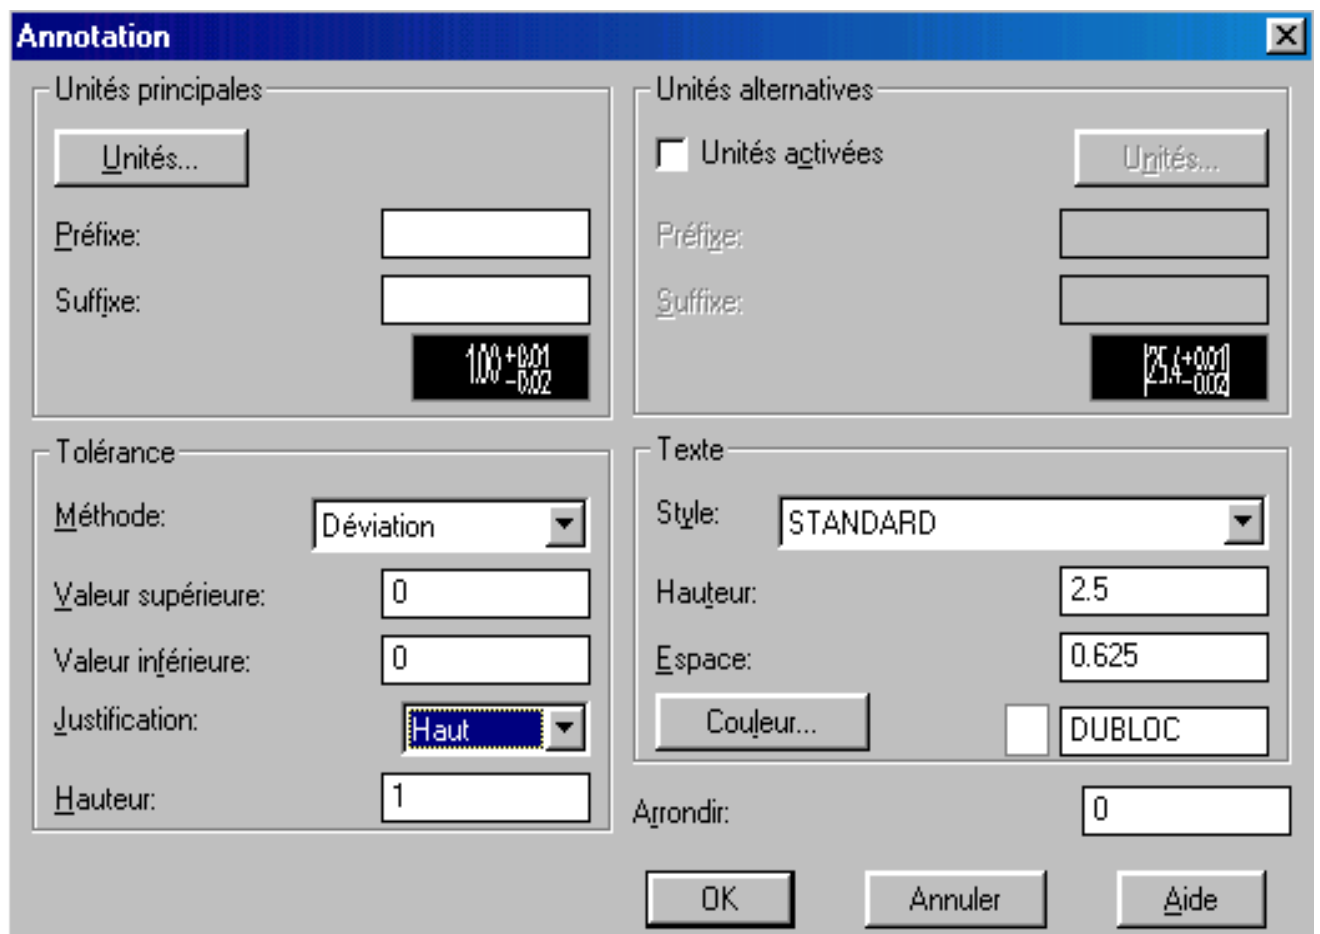 Annotation
Unités principales
Unités...
Préfixe:
Suffixe:
1.00 +0.01
-0.02
Unités alternatives
Unités activées
Unités...
Préfixe:
Suffixe:
[25.4+0.01]
-0.02
Tolérance
Méthode: Déviation
Valeur supérieure: 0
Valeur inférieure: 0
Justification: Haut
Hauteur: 1
Texte
Style: STANDARD
Hauteur: 2.5
Espace: 0.625
Couleur... DUBLOC
Arrondir: 0
OK Annuler Aide